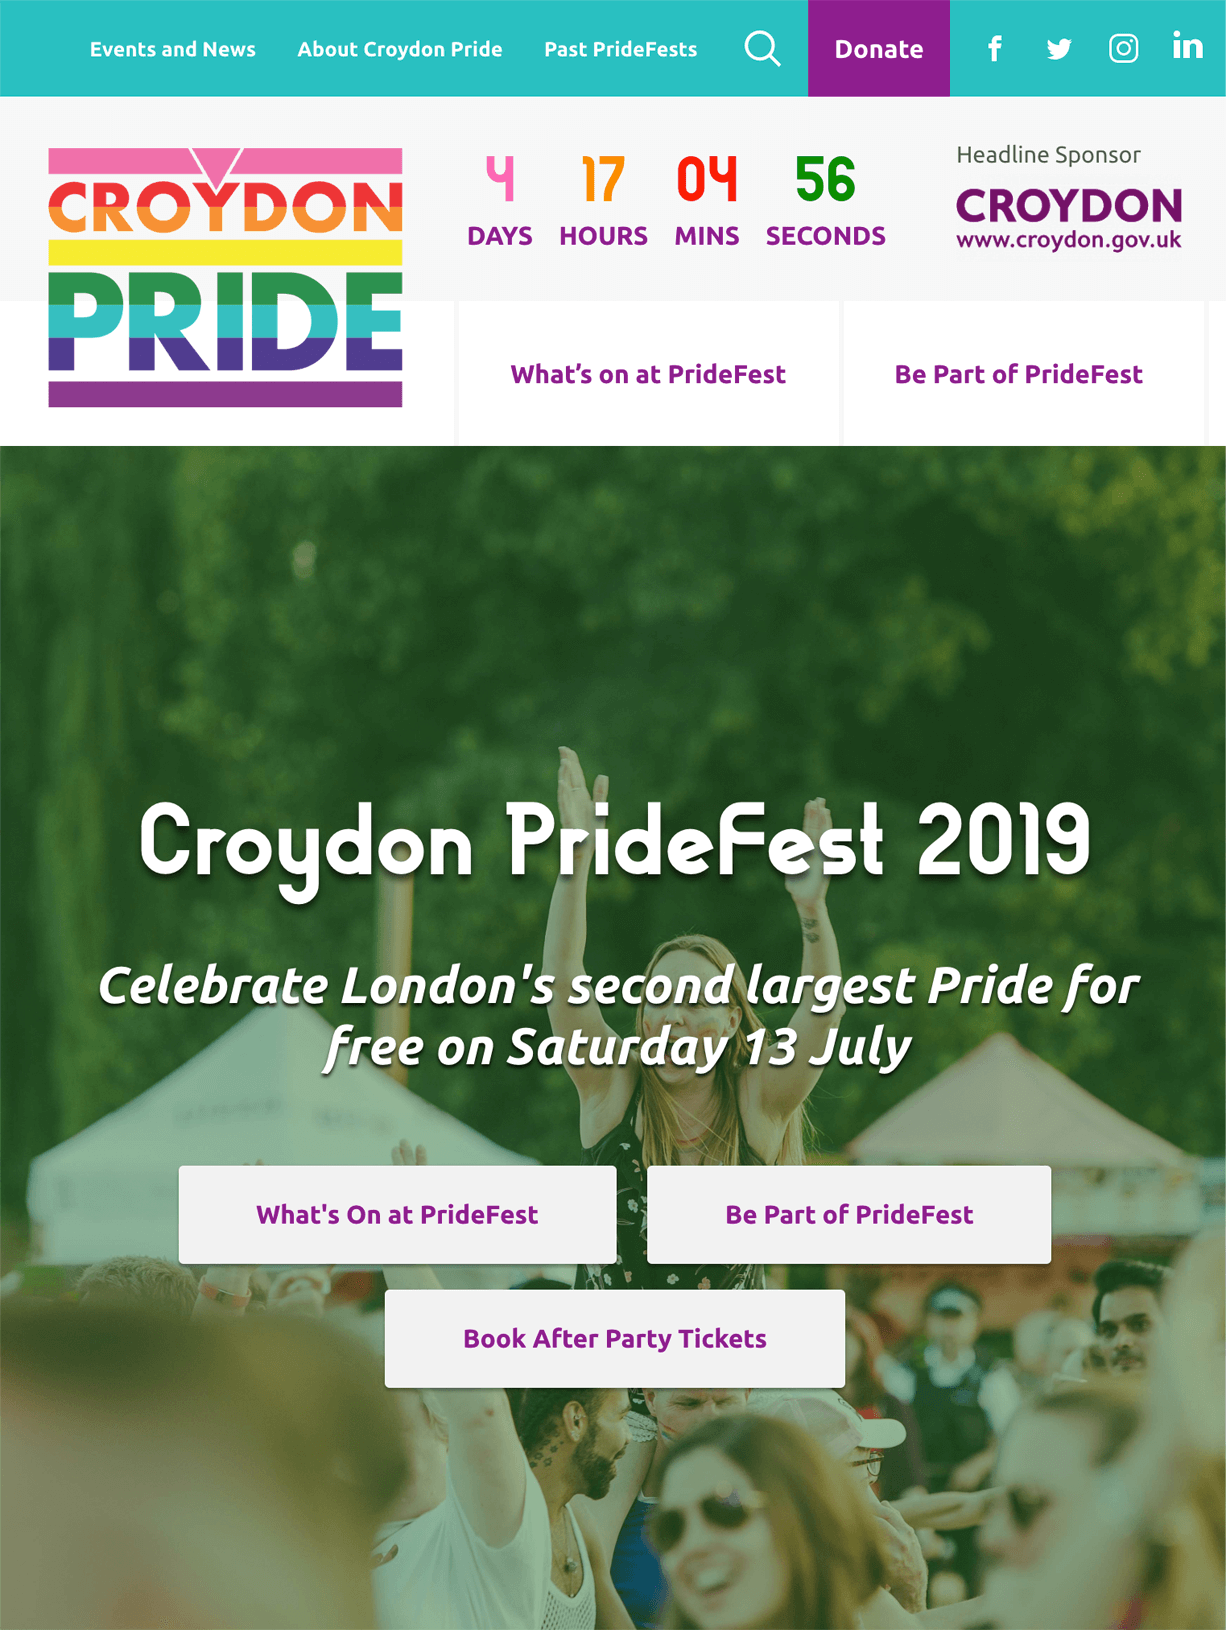 Events and News
About Croydon Pride
Past PrideFests
Donate
CROYDON
PRIDE
4 17 04 56
DAYS HOURS MINS SECONDS
Headline Sponsor
CROYDON
www.croydon.gov.uk
What’s on at PrideFest
Be Part of PrideFest
Croydon PrideFest 2019
Celebrate London's second largest Pride for
free on Saturday 13 July
What's On at PrideFest
Be Part of PrideFest
Book After Party Tickets